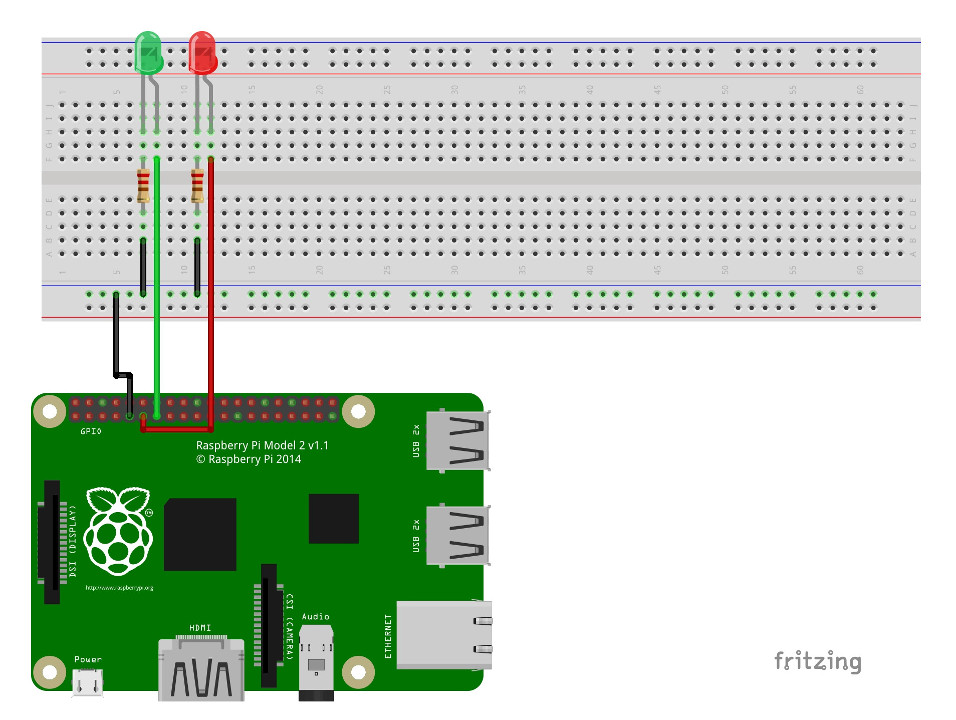 1 5 10 15 20 25 30 35 40 45 50 55 60
J
I
H
G
F
E
D
C
B
A
1 5 10 15 20 25 30 35 40 45 50 55 60
GPIO
Raspberry Pi Model 2 v1.1
© Raspberry Pi 2014
USB 2x
USB 2x
DSI (DISPLAY)
http://www.raspberrypi.org
CSI (CAMERA)
Audio
HDMI
ETHERNET
Power
fritzing